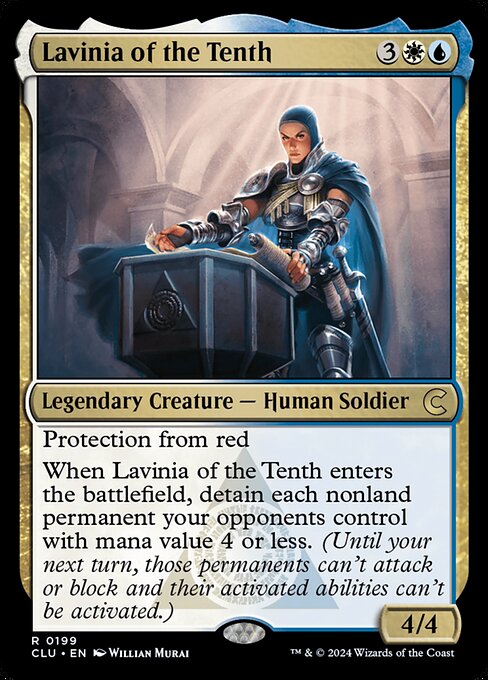 Lavinia of the Tenth 3
Legendary Creature — Human Soldier
Protection from red
When Lavinia of the Tenth enters
the battlefield, detain each nonland
permanent your opponents control
with mana value 4 or less. (Until your
next turn, those permanents can't attack
or block and their activated abilities can't
be activated.)
4/4
R 0199
CLU • EN Willian Murai
™ & © 2024 Wizards of the Coast